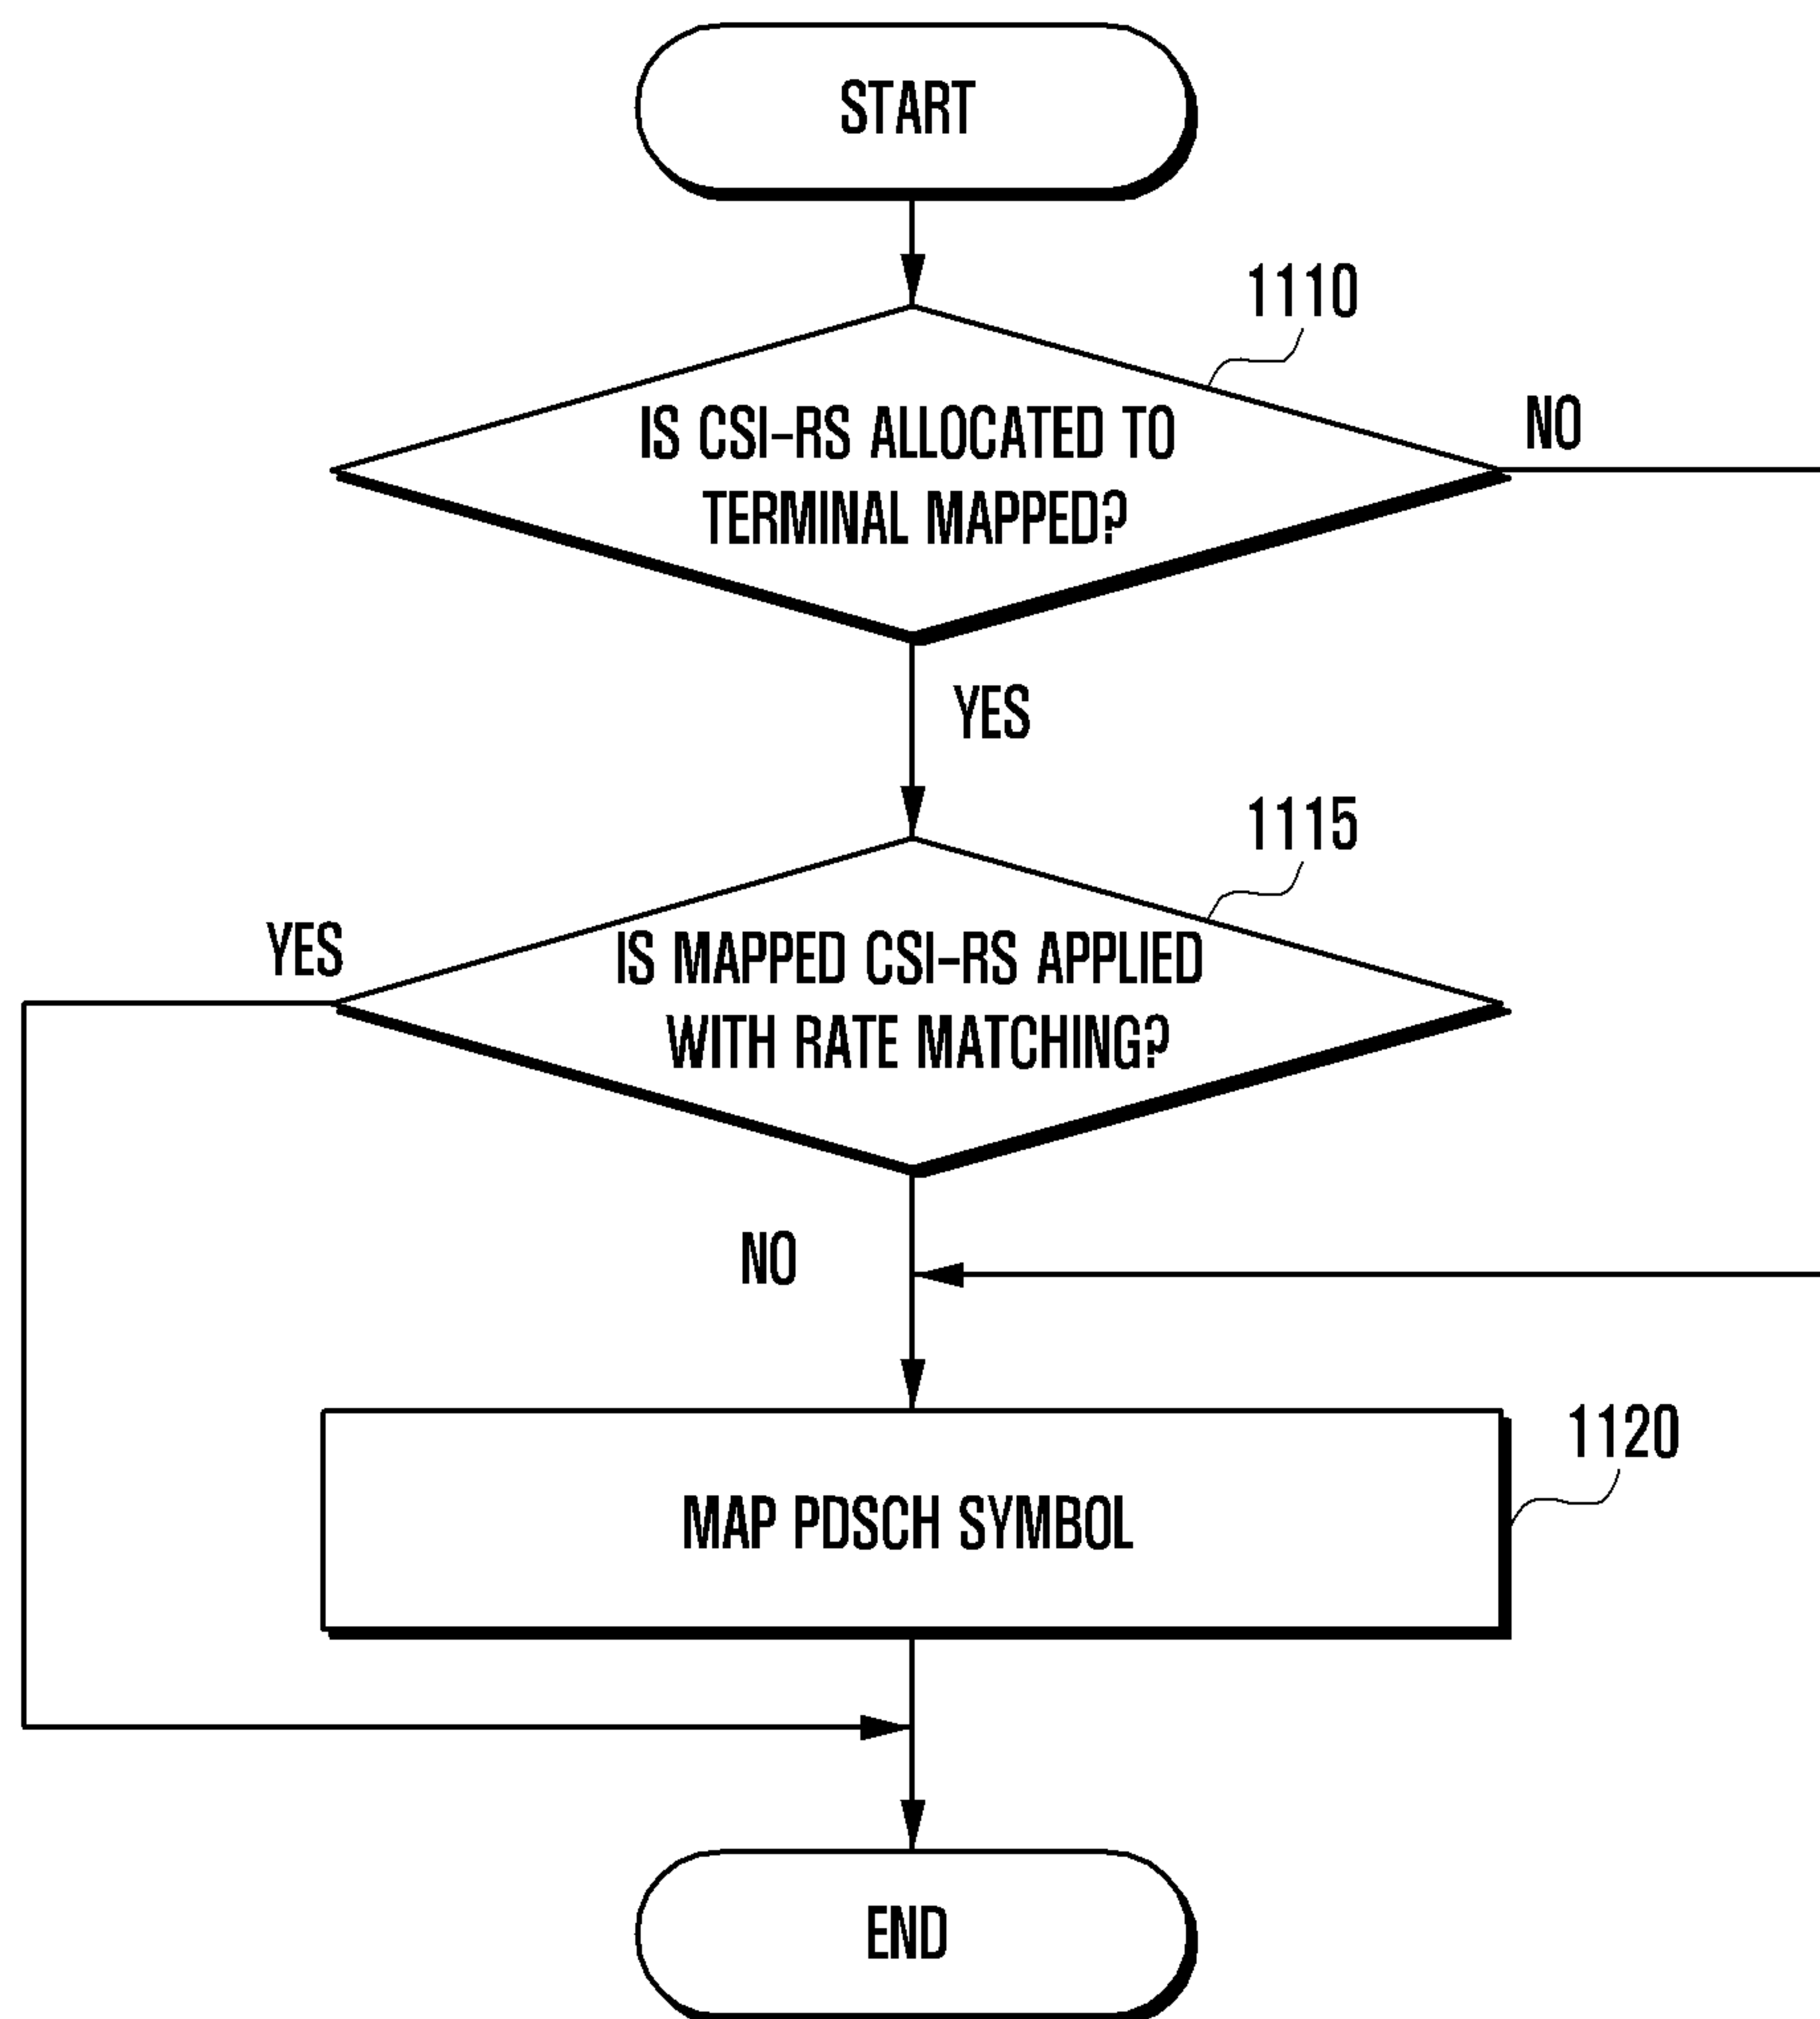 START
1110
IS CSI-RS ALLOCATED TO
TERMINAL MAPPED?
NO
YES
1115
YES
IS MAPPED CSI-RS APPLIED
WITH RATE MATCHING?
NO
1120
MAP PDSCH SYMBOL
END